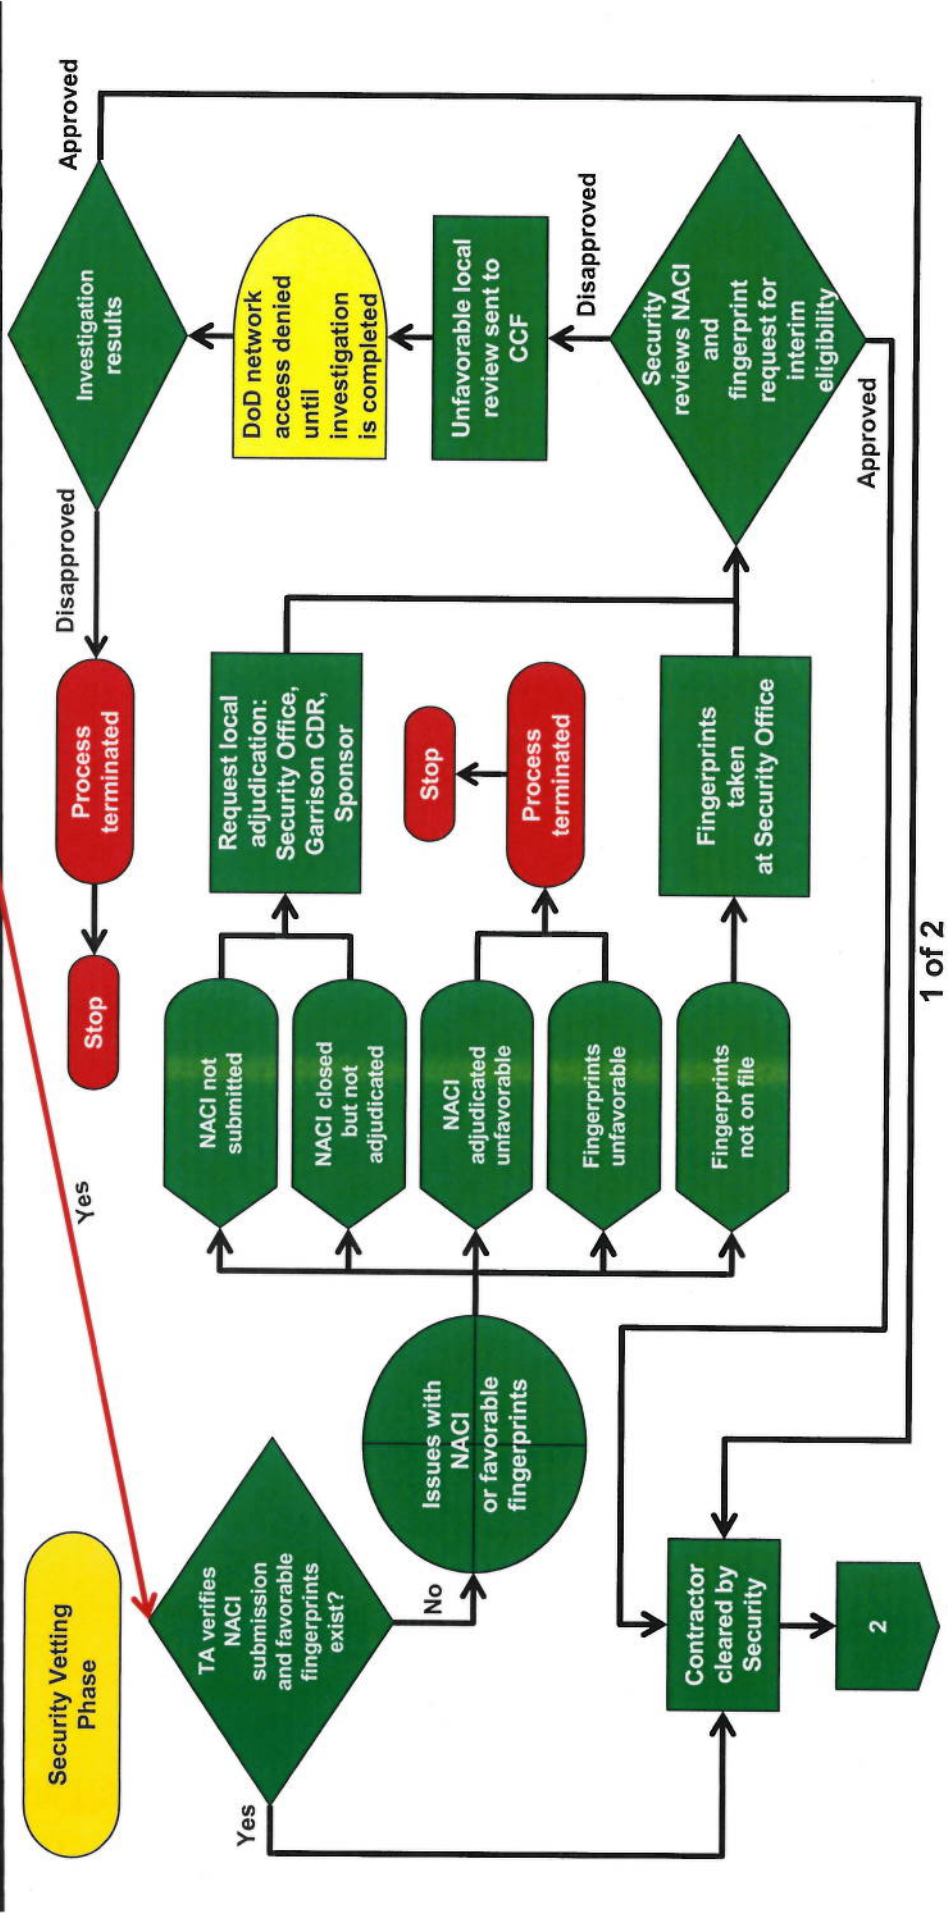 Security Vetting
Phase
Yes
TA verifies
NACI
submission
and favorable
fingerprints
exist?
Yes
No
Issues with
NACI
or favorable
fingerprints
NACI not
submitted
NACI closed
but not
adjudicated
NACI
adjudicated
unfavorable
Fingerprints
unfavorable
Fingerprints
not on file
Request local
adjudication:
Security Office,
Garrison CDR,
Sponsor
Process
terminated
Stop
Fingerprints
taken
at Security Office
Security
reviews NACI
and
fingerprint
request for
interim
eligibility
Disapproved
Approved
Unfavorable local
review sent to
CCF
DoD network
access denied
until
investigation
is completed
Investigation
results
Approved
Disapproved
Process
terminated
Stop
Contractor
cleared by
Security
2
1 of 2